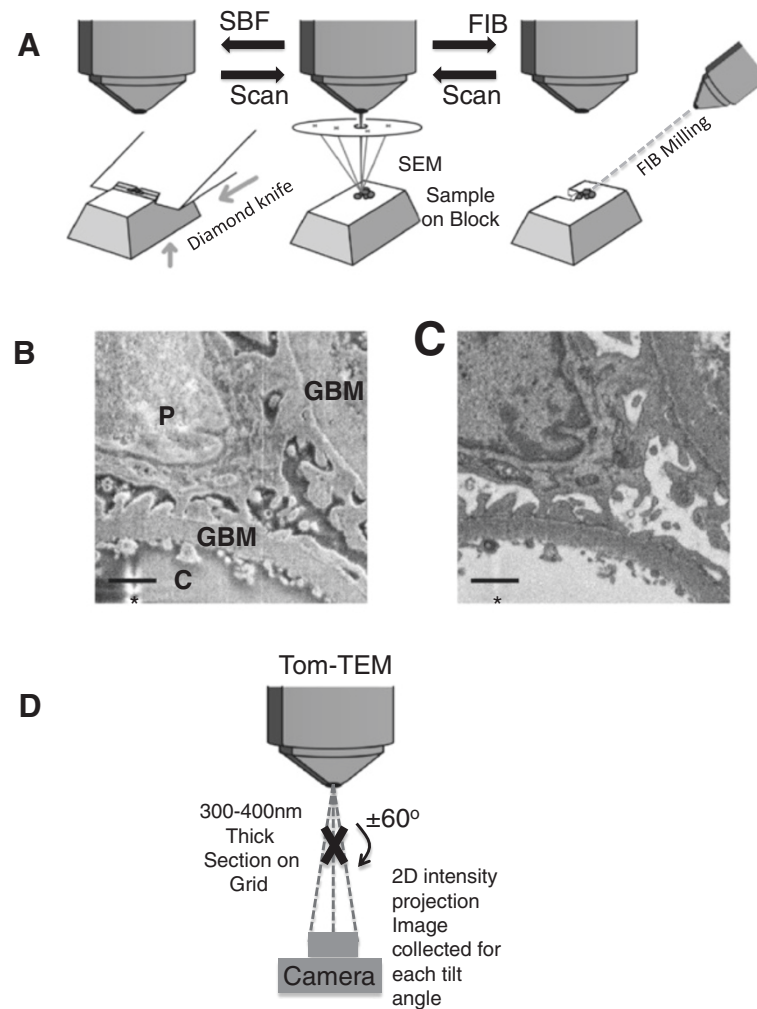 A
SBF
FIB
Scan
Scan
SEM
Sample
on Block
Diamond knife
FIB Milling
B
P
GBM
GBM
C
*
C
*
D
Tom-TEM
300-400nm
Thick
Section on
Grid
±60°
2D intensity
projection
Image
collected for
each tilt
angle
Camera